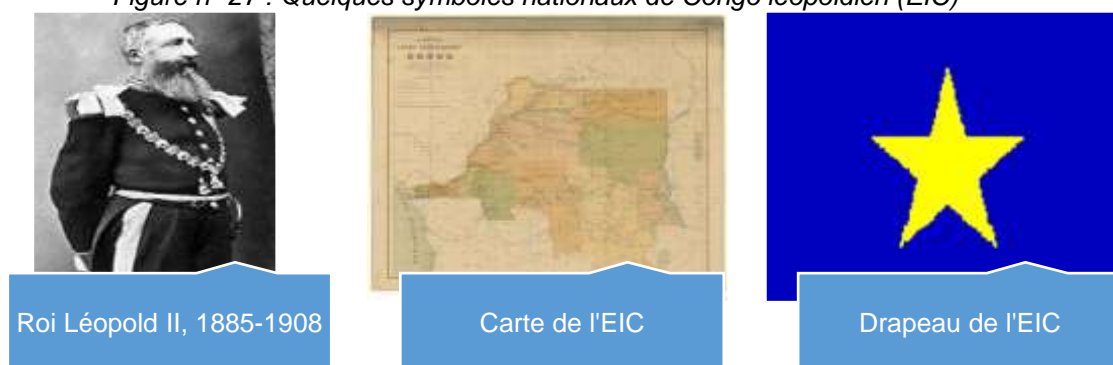 Figure n° 27 : Quelques symboles nationaux de Congo léopoldien (EIC)
Roi Léopold II, 1885-1908
Carte de l'EIC
Drapeau de l'EIC